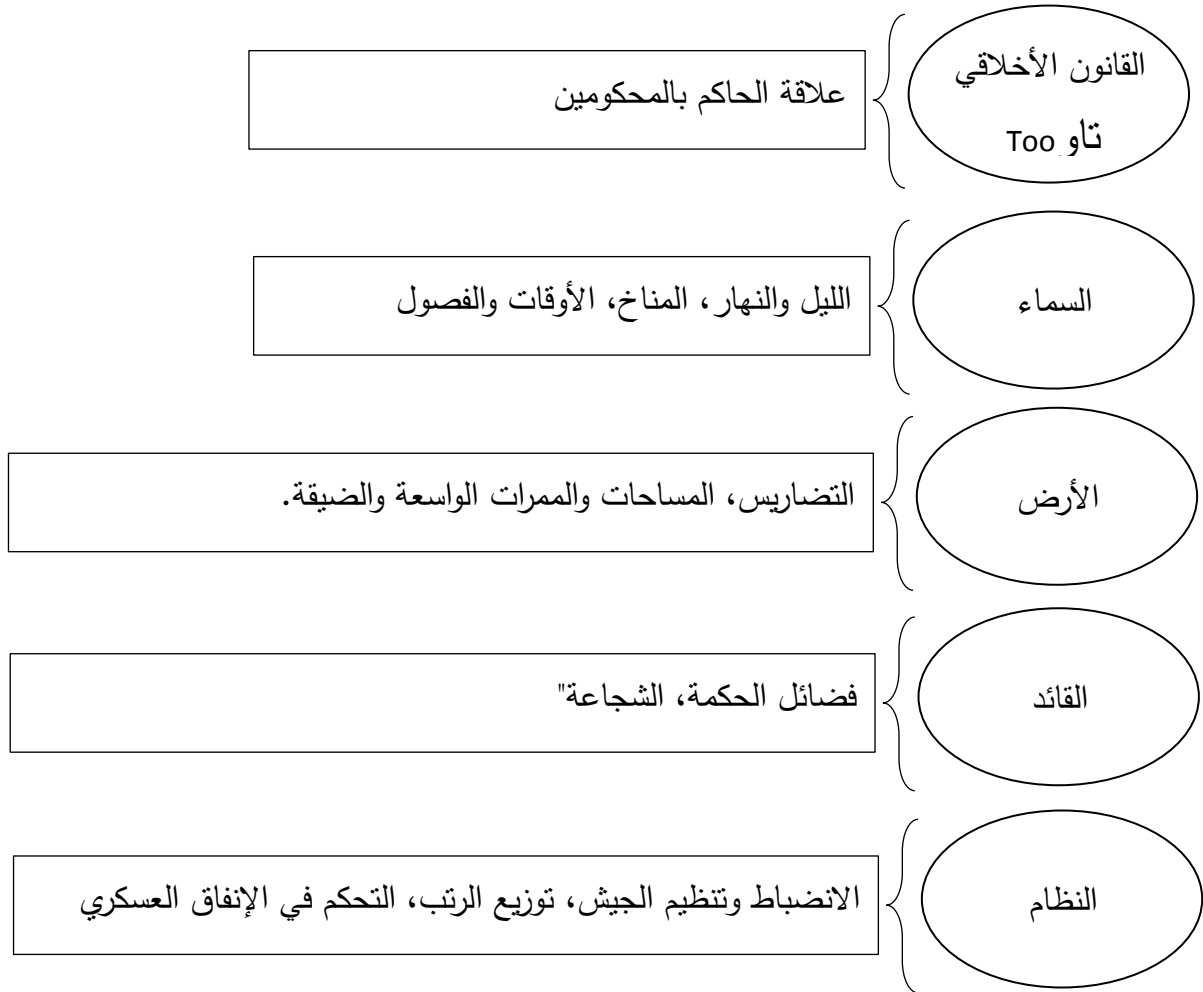 القانون الأخلاقي
تاو Too
علاقة الحاكم بالمحكومين
السماء
الليل والنهار، المناخ، الأوقات والفصول
الأرض
التضاريس، المساحات والممرات الواسعة والضيقة.
القائد
فضائل الحكمة، الشجاعة"
النظام
الانضباط وتنظيم الجيش، توزيع الرتب، التحكم في الإنفاق العسكري